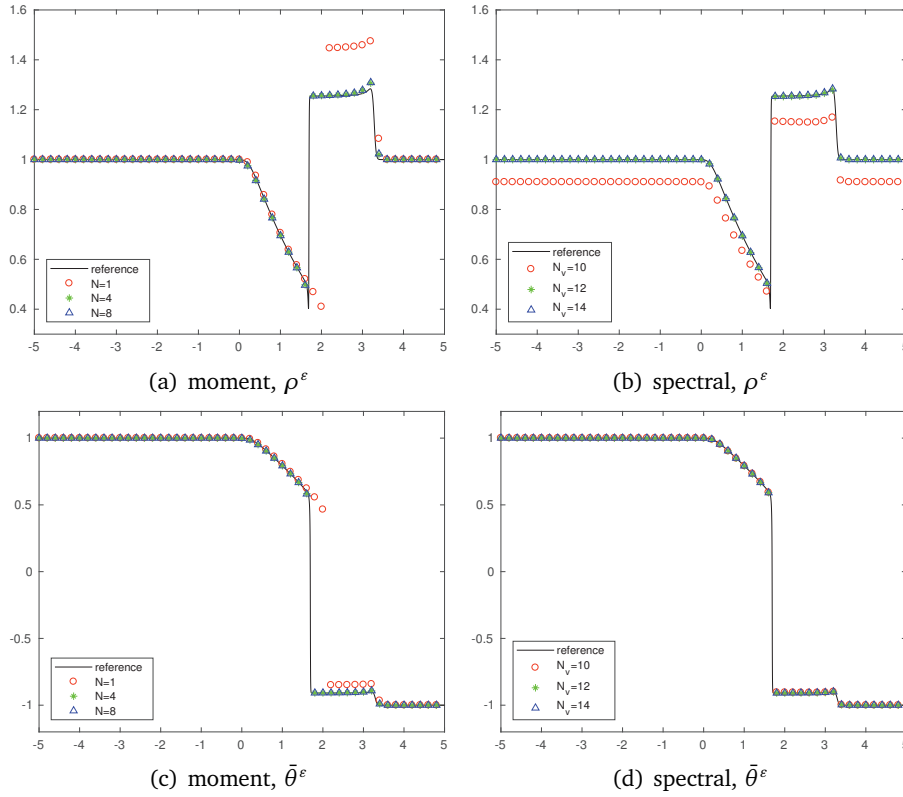 1.6
1.4
1.2
1
0.8
0.6
0.4
reference
N=1
N=4
N=8
-5 -4 -3 -2 -1 0 1 2 3 4 5
(a) moment, ρ^ε
1.6
1.4
1.2
1
0.8
0.6
0.4
reference
N_v=10
N_v=12
N_v=14
-5 -4 -3 -2 -1 0 1 2 3 4 5
(b) spectral, ρ^ε
1
0.5
0
-0.5
-1
reference
N=1
N=4
N=8
-5 -4 -3 -2 -1 0 1 2 3 4 5
(c) moment, θ̄^ε
1
0.5
0
-0.5
-1
reference
N_v=10
N_v=12
N_v=14
-5 -4 -3 -2 -1 0 1 2 3 4 5
(d) spectral, θ̄^ε